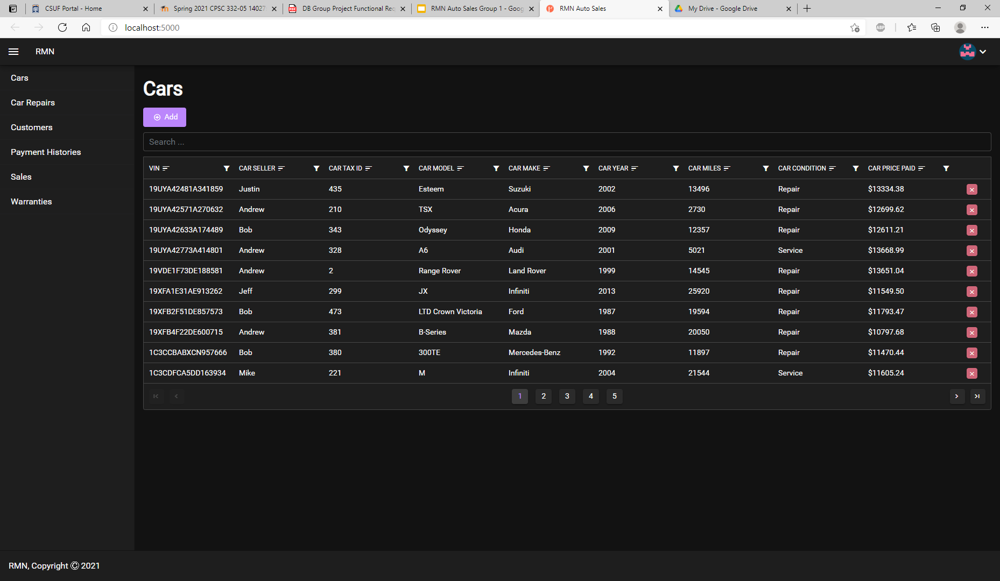 CSUF Portal - Home
Spring 2021 CPSC 332-05 14027
DB Group Project Functional Req
RMN Auto Sales Group 1 - Goog
RMN Auto Sales
My Drive - Google Drive
localhost:5000
ABP
RMN
Cars
Car Repairs
Customers
Payment Histories
Sales
Warranties
Cars
Add
Search ...
VIN CAR SELLER CAR TAX ID CAR MODEL CAR MAKE CAR YEAR CAR MILES CAR CONDITION CAR PRICE PAID
19UYA42481A341859 Justin 435 Esteem Suzuki 2002 13496 Repair $13334.38
19UYA42571A270632 Andrew 210 TSX Acura 2006 2730 Repair $12699.62
19UYA42633A174489 Bob 343 Odyssey Honda 2009 12357 Repair $12611.21
19UYA42773A414801 Andrew 328 A6 Audi 2001 5021 Service $13668.99
19VDE1F73DE188581 Andrew 2 Range Rover Land Rover 1999 14545 Repair $13651.04
19XFA1E31AE913262 Jeff 299 JX Infiniti 2013 25920 Repair $11549.50
19XFB2F51DE857573 Bob 473 LTD Crown Victoria Ford 1987 19594 Repair $11793.47
19XFB4F22DE600715 Andrew 381 B-Series Mazda 1988 20050 Repair $10797.68
1C3CCBABXCN957666 Bob 380 300TE Mercedes-Benz 1992 11897 Repair $11470.44
1C3CDFCA5DD163934 Mike 221 M Infiniti 2004 21544 Service $11605.24
1 2 3 4 5
RMN, Copyright © 2021